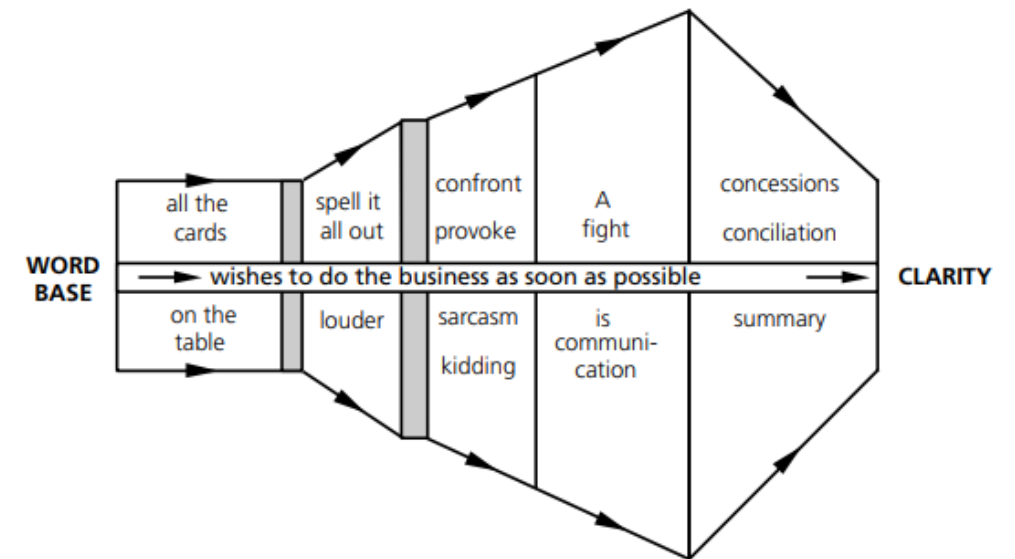 WORD
BASE
all the
cards
spell it
all out
confront
provoke
A
fight
concessions
conciliation
wishes to do the business as soon as possible
on the
table
louder
sarcasm
kidding
is
communi-
cation
summary
CLARITY